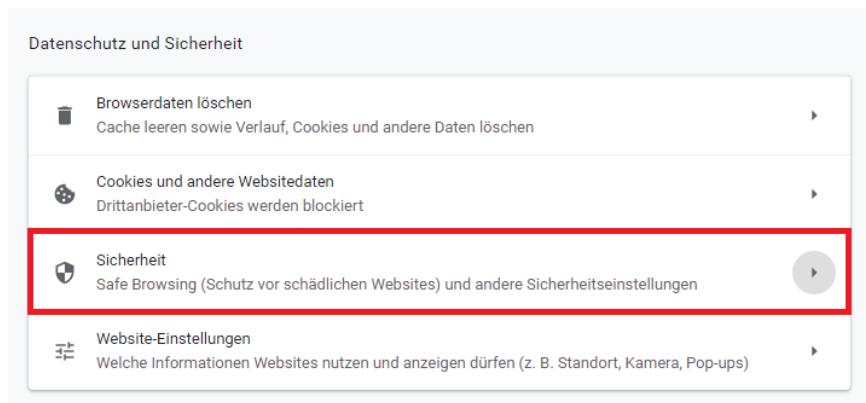 Datenschutz und Sicherheit
Browserdaten löschen
Cache leeren sowie Verlauf, Cookies und andere Daten löschen
Cookies und andere Websitedaten
Drittanbieter-Cookies werden blockiert
Sicherheit
Safe Browsing (Schutz vor schädlichen Websites) und andere Sicherheitseinstellungen
Website-Einstellungen
Welche Informationen Websites nutzen und anzeigen dürfen (z. B. Standort, Kamera, Pop-ups)